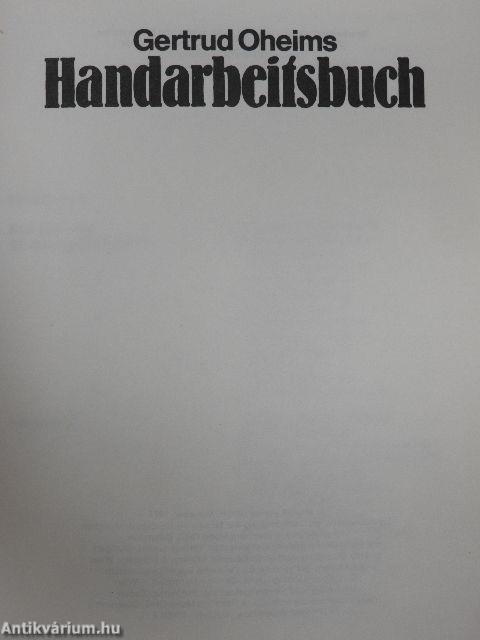 Gertrud Oheims
Handarbeitsbuch
Antikvárium.hu